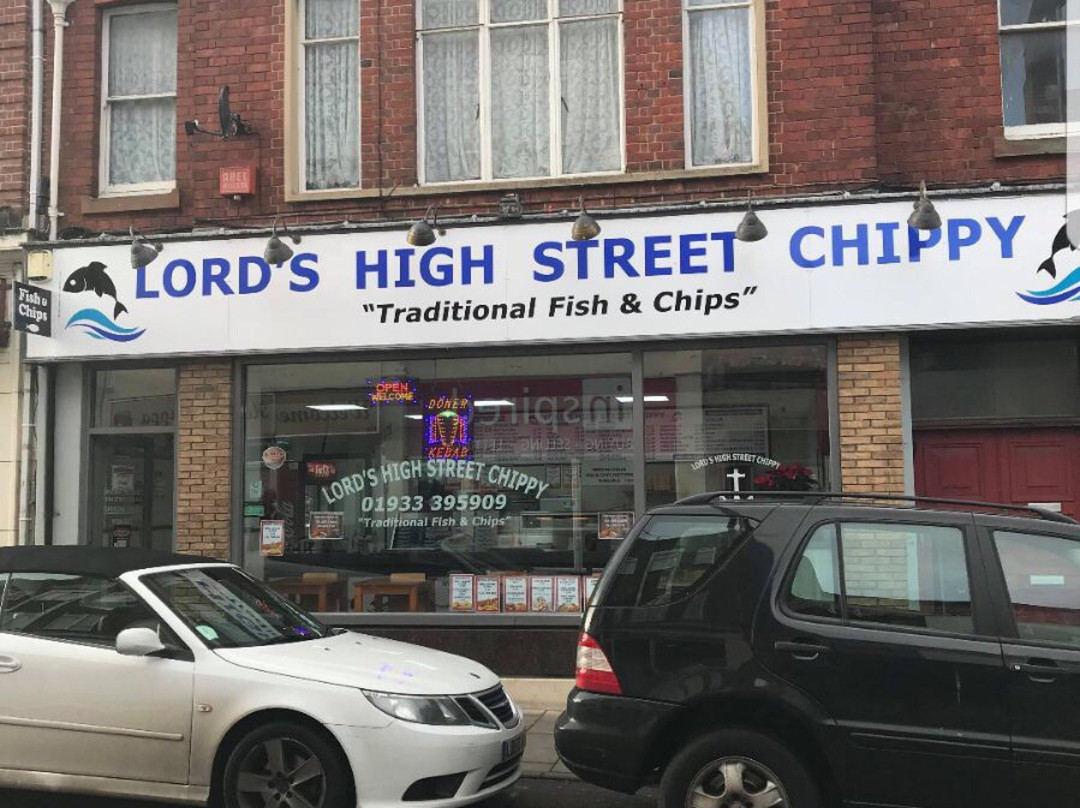 LORD'S HIGH STREET CHIPPY
"Traditional Fish & Chips"
Fish &
Chips
OPEN
WELCOME
DONER
KEBAB
inspire
LORD'S HIGH STREET CHIPPY
01933 395909
"Traditional Fish & Chips"
LORD'S HIGH STREET CHIPPY